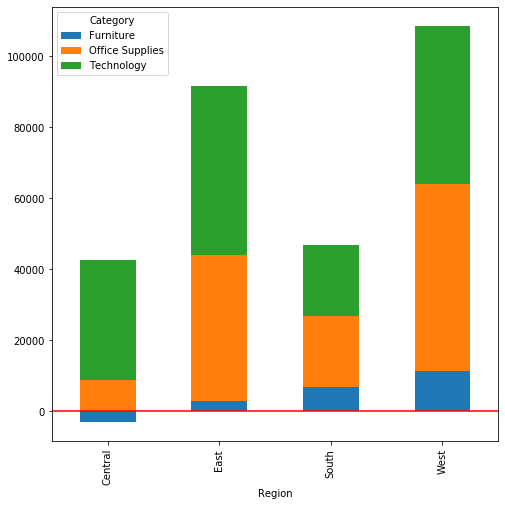 Category
Furniture
Office Supplies
Technology
100000
80000
60000
40000
20000
0
Central
East
South
West
Region